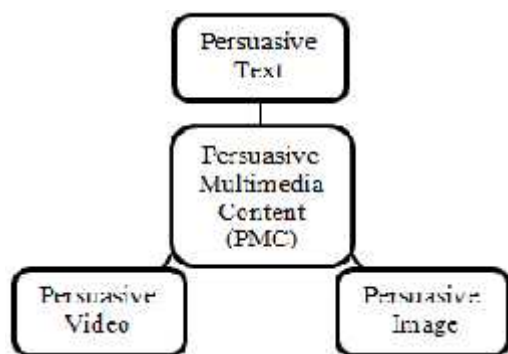 Persuasive
Text
Persuasive
Multimedia
Content
(PMC)
Persuasive
Video
Persuasive
Image